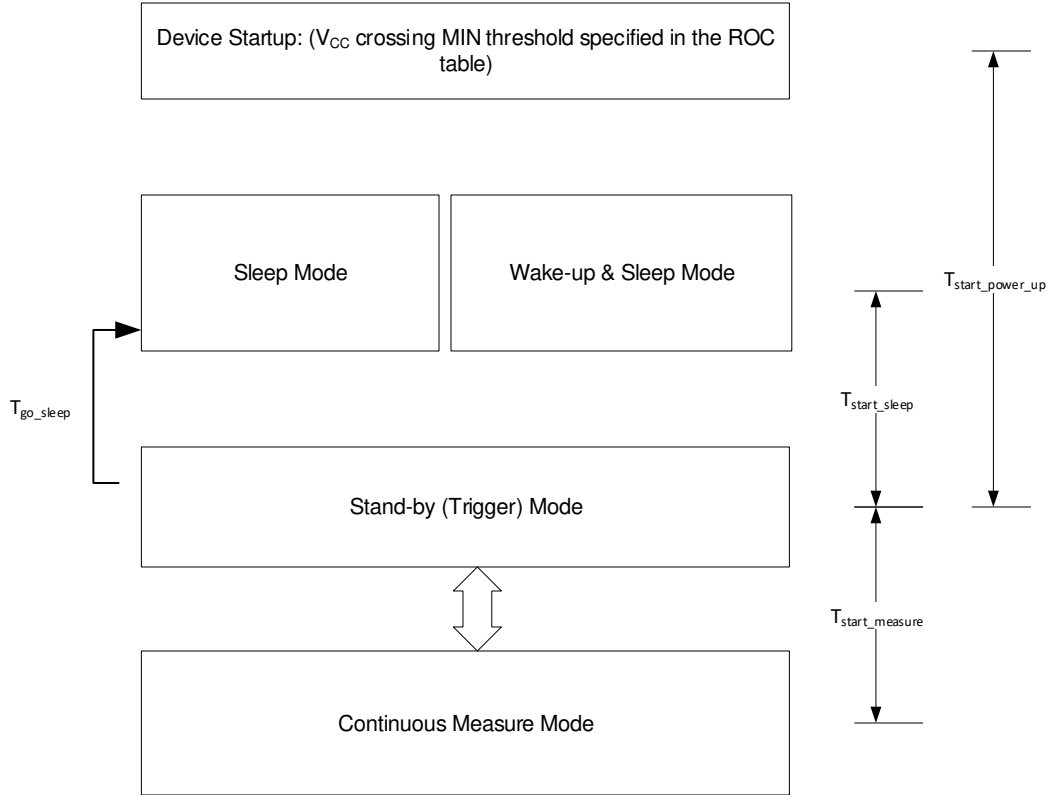 Device Startup: (VCC crossing MIN threshold specified in the ROC
table)
Sleep Mode
Wake-up & Sleep Mode
Tstart_power_up
Tgo_sleep
Tstart_sleep
Stand-by (Trigger) Mode
Tstart_measure
Continuous Measure Mode